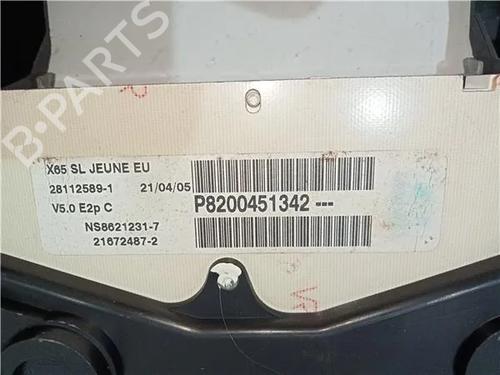 B-PARTS
X65 SL JEUNE EU
28112589-1 21/04/05
V5.0 E2p C
NS8621231-7
21672487-2
P8200451342---